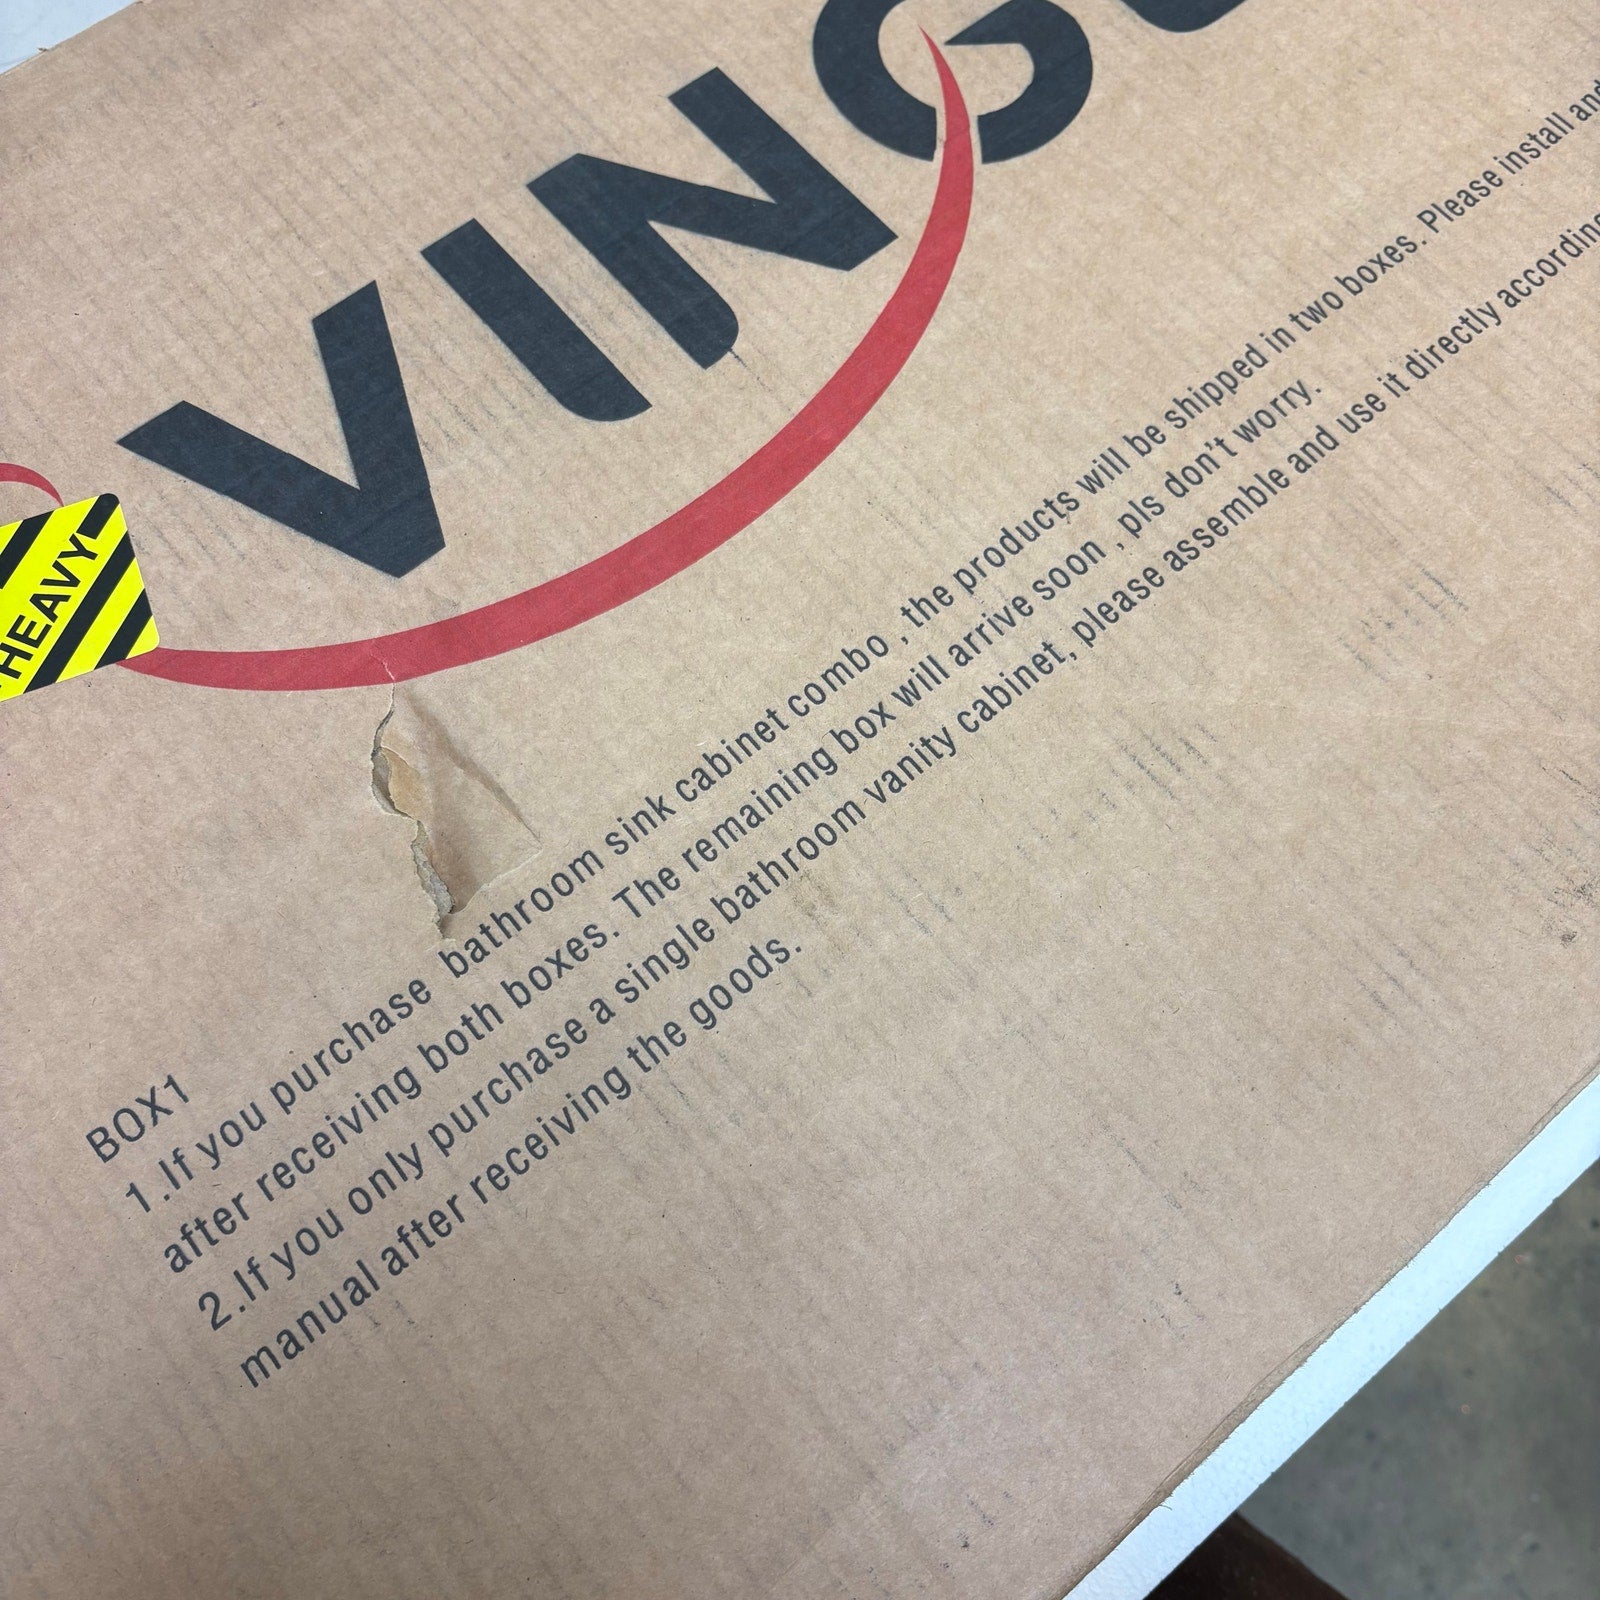 VING
HEAVY
BOX1
1.If you purchase bathroom sink cabinet combo , the products will be shipped in two boxes. Please install and
after receiving both boxes. The remaining box will arrive soon , pls don't worry.
2.If you only purchase a single bathroom vanity cabinet, please assemble and use it directly according
manual after receiving the goods.